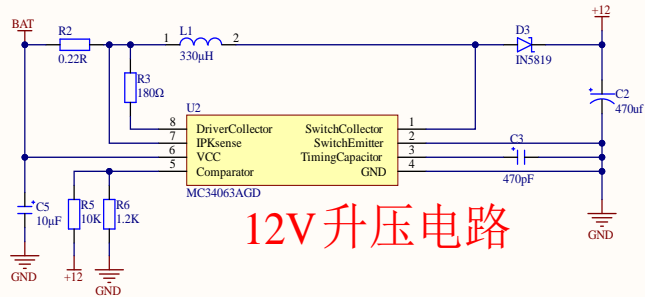 BAT
+12
R2
0.22R
1
L1
2
330μH
D3
IN5819
R3
180Ω
C2
470uf
U2
8
DriverCollector
SwitchCollector
1
7
IPKsense
SwitchEmitter
2
6
VCC
TimingCapacitor
3
5
Comparator
GND
4
C3
470pF
MC34063AGD
C5
10μF
R5
10K
R6
1.2K
12V升压电路
GND
+12
GND
GND